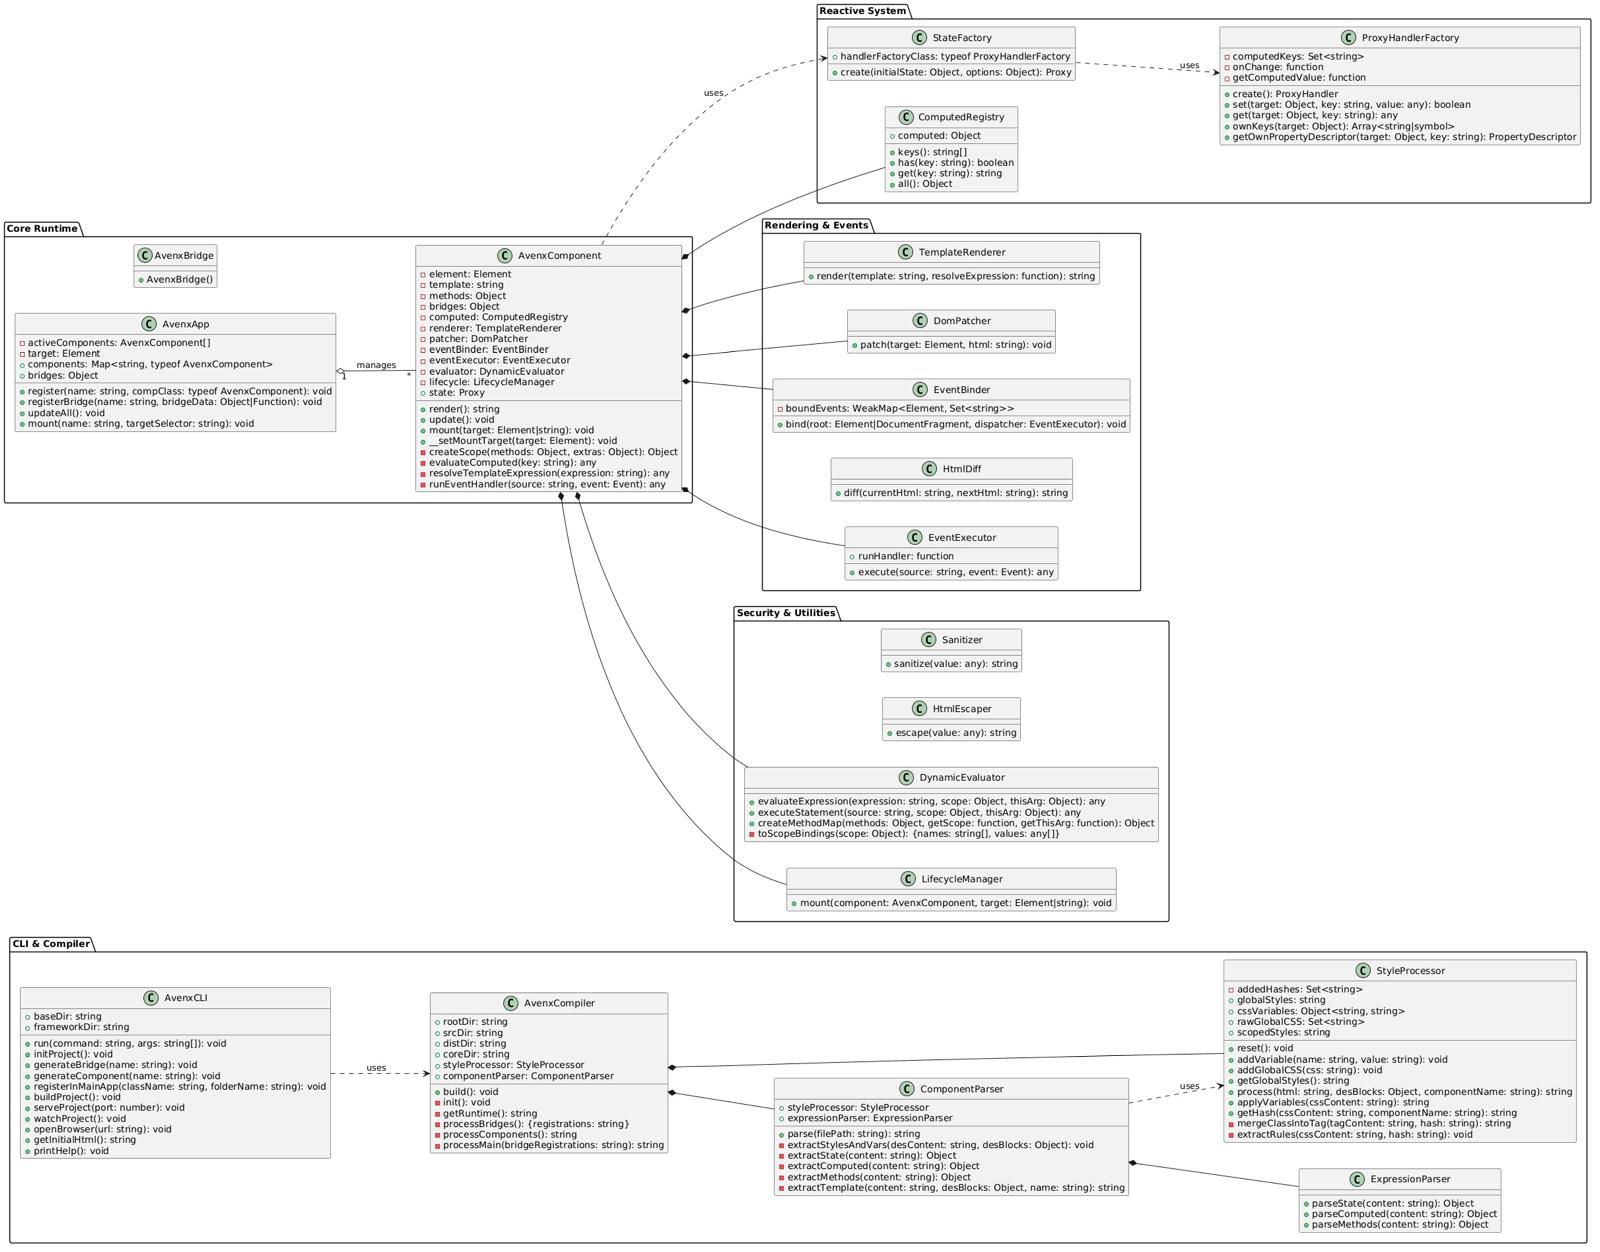 Reactive System
C StateFactory
handlerFactoryClass: typeof ProxyHandlerFactory
create(initialState: Object, options: Object): Proxy
uses
C ProxyHandlerFactory
computedKeys: Set<string>
onChange: function
getComputedValue: function
create(): ProxyHandler
set(target: Object, key: string, value: any): boolean
get(target: Object, key: string): any
ownKeys(target: Object): Array<string|symbol>
getOwnPropertyDescriptor(target: Object, key: string): PropertyDescriptor
uses
C ComputedRegistry
computed: Object
keys(): string[]
has(key: string): boolean
get(key: string): string
all(): Object
Core Runtime
C AvenxBridge
AvenxBridge()
C AvenxApp
activeComponents: AvenxComponent[]
target: Element
components: Map<string, typeof AvenxComponent>
bridges: Object
register(name: string, compClass: typeof AvenxComponent): void
registerBridge(name: string, bridgeData: Object|Function): void
updateAll(): void
mount(name: string, targetSelector: string): void
manages
1
*
C AvenxComponent
element: Element
template: string
methods: Object
bridges: Object
computed: ComputedRegistry
renderer: TemplateRenderer
patcher: DomPatcher
eventBinder: EventBinder
eventExecutor: EventExecutor
evaluator: DynamicEvaluator
lifecycle: LifecycleManager
state: Proxy
render(): string
update(): void
mount(target: Element|string): void
__setMountTarget(target: Element): void
createScope(methods: Object, extras: Object): Object
evaluateComputed(key: string): any
resolveTemplateExpression(expression: string): any
runEventHandler(source: string, event: Event): any
Rendering & Events
C TemplateRenderer
render(template: string, resolveExpression: function): string
C DomPatcher
patch(target: Element, html: string): void
C EventBinder
boundEvents: WeakMap<Element, Set<string>>
bind(root: Element|DocumentFragment, dispatcher: EventExecutor): void
C HtmlDiff
diff(currentHtml: string, nextHtml: string): string
C EventExecutor
runHandler: function
execute(source: string, event: Event): any
Security & Utilities
C Sanitizer
sanitize(value: any): string
C HtmlEscaper
escape(value: any): string
C DynamicEvaluator
evaluateExpression(expression: string, scope: Object, thisArg: Object): any
executeStatement(source: string, scope: Object, thisArg: Object): any
createMethodMap(methods: Object, getScope: function, getThisArg: function): Object
toScopeBindings(scope: Object): {names: string[], values: any[]}
C LifecycleManager
mount(component: AvenxComponent, target: Element|string): void
CLI & Compiler
C AvenxCLI
baseDir: string
frameworkDir: string
run(command: string, args: string[]): void
initProject(): void
generateBridge(name: string): void
generateComponent(name: string): void
registerInMainApp(className: string, folderName: string): void
buildProject(): void
serveProject(port: number): void
watchProject(): void
openBrowser(url: string): void
getInitialHtml(): string
printHelp(): void
uses
C AvenxCompiler
rootDir: string
srcDir: string
distDir: string
coreDir: string
styleProcessor: StyleProcessor
componentParser: ComponentParser
build(): void
init(): void
getRuntime(): string
processBridges(): {registrations: string}
processComponents(): string
processMain(bridgeRegistrations: string): string
C ComponentParser
styleProcessor: StyleProcessor
expressionParser: ExpressionParser
parse(filePath: string): string
extractStylesAndVars(desContent: string, desBlocks: Object): void
extractState(content: string): Object
extractComputed(content: string): Object
extractMethods(content: string): Object
extractTemplate(content: string, desBlocks: Object, name: string): string
uses
C StyleProcessor
addedHashes: Set<string>
globalStyles: string
cssVariables: Object<string, string>
rawGlobalCSS: Set<string>
scopedStyles: string
reset(): void
addVariable(name: string, value: string): void
addGlobalCSS(css: string): void
getGlobalStyles(): string
process(html: string, desBlocks: Object, componentName: string): string
applyVariables(cssContent: string): string
getHash(cssContent: string, componentName: string): string
mergeClassIntoTag(tagContent: string, hash: string): string
extractRules(cssContent: string, hash: string): void
C ExpressionParser
parseState(content: string): Object
parseComputed(content: string): Object
parseMethods(content: string): Object